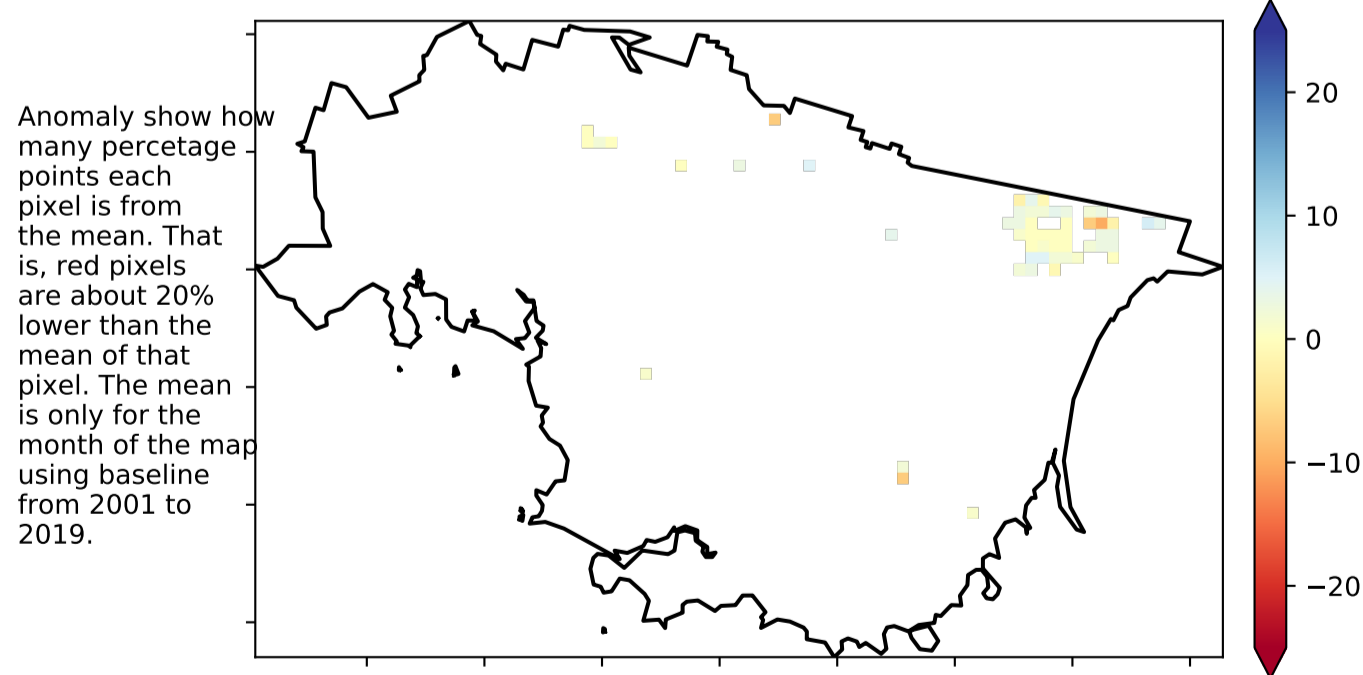 Anomaly show how
many percetage
points each
pixel is from
the mean. That
is, red pixels
are about 20%
lower than the
mean of that
pixel. The mean
is only for the
month of the map
using baseline
from 2001 to
2019.
20
10
0
−10
−20